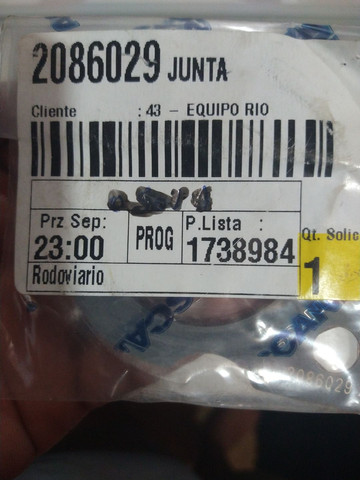 2086029 JUNTA
Cliente : 43 - EQUIPO RIO
Prz Sep: PROG P.Lista : Qt. Solic
23:00 1738984 1
Rodoviario
2086029